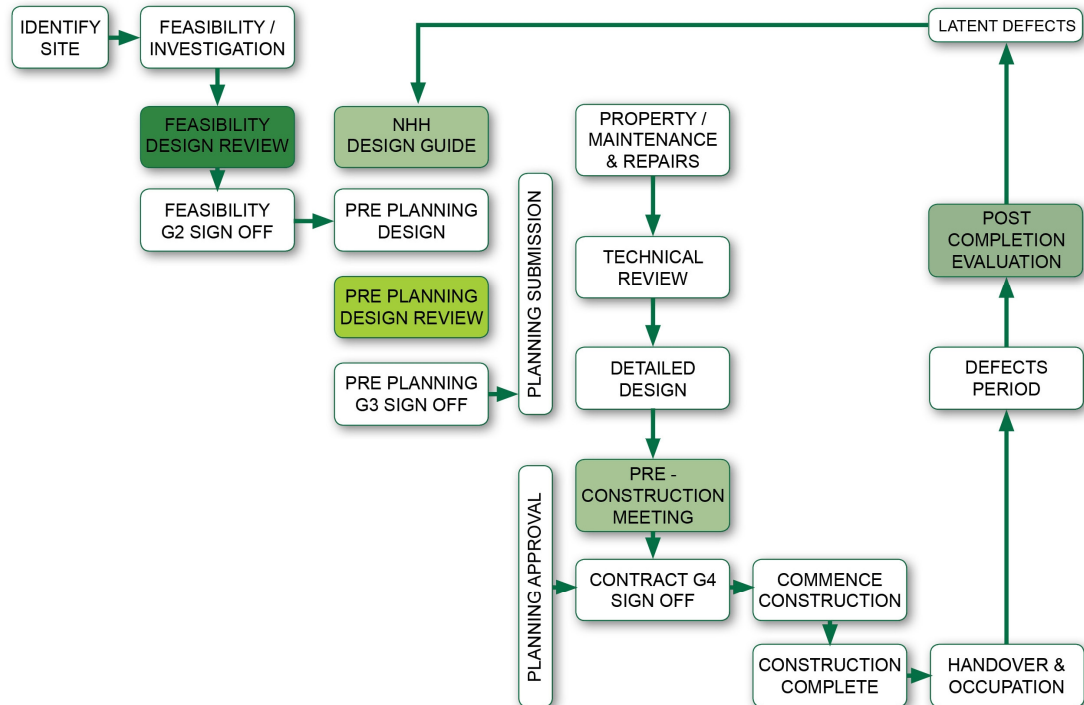 IDENTIFY
SITE
FEASIBILITY /
INVESTIGATION
LATENT DEFECTS
FEASIBILITY
DESIGN REVIEW
NHH
DESIGN GUIDE
PROPERTY /
MAINTENANCE
& REPAIRS
FEASIBILITY
G2 SIGN OFF
PRE PLANNING
DESIGN
PLANNING SUBMISSION
TECHNICAL
REVIEW
POST
COMPLETION
EVALUATION
PRE PLANNING
DESIGN REVIEW
PRE PLANNING
G3 SIGN OFF
DETAILED
DESIGN
DEFECTS
PERIOD
PLANNING APPROVAL
PRE -
CONSTRUCTION
MEETING
CONTRACT G4
SIGN OFF
COMMENCE
CONSTRUCTION
CONSTRUCTION
COMPLETE
HANDOVER &
OCCUPATION